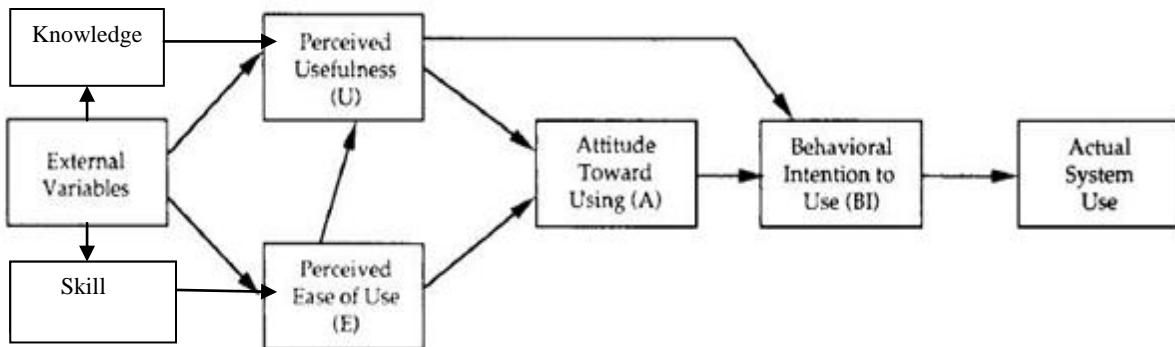 Knowledge
Perceived
Usefulness
(U)
External
Variables
Attitude
Toward
Using (A)
Behavioral
Intention to
Use (BI)
Actual
System
Use
Skill
Perceived
Ease of Use
(E)